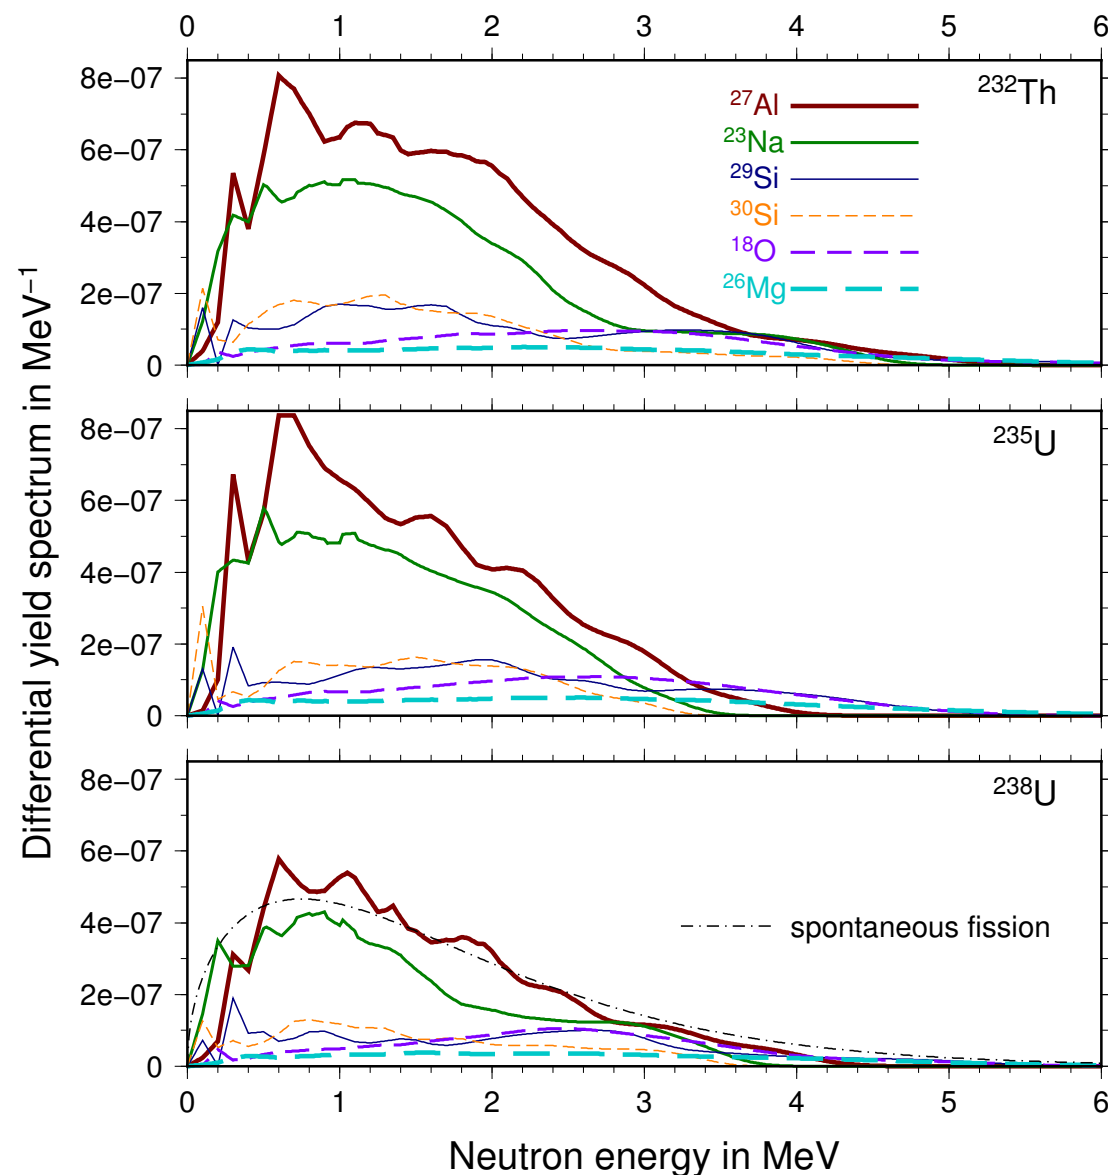 0 1 2 3 4 5 6
Differential yield spectrum in MeV⁻¹
8e−07
6e−07
4e−07
2e−07
0
²³²Th
²⁷Al
²³Na
²⁹Si
³⁰Si
¹⁸O
²⁶Mg
8e−07
6e−07
4e−07
2e−07
0
²³⁵U
8e−07
6e−07
4e−07
2e−07
0
²³⁸U
spontaneous fission
0 1 2 3 4 5 6
Neutron energy in MeV